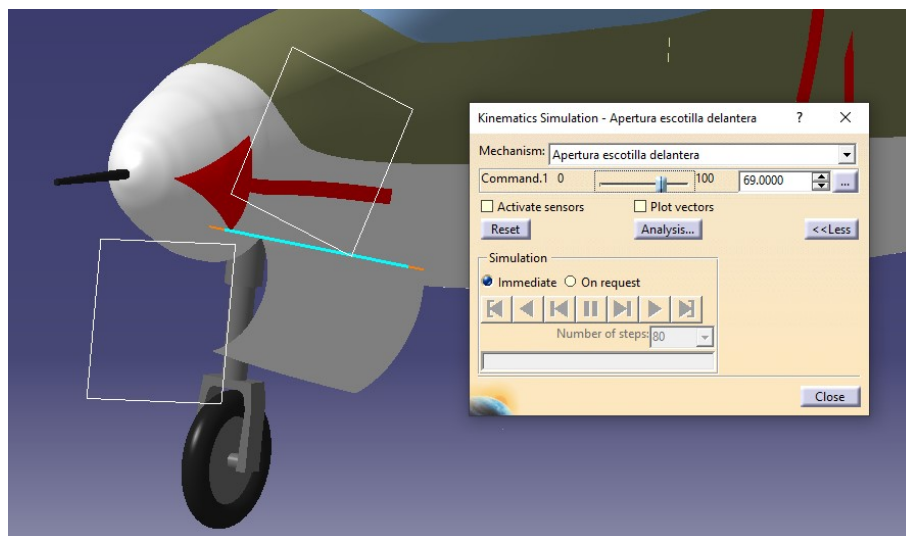 Kinematics Simulation - Apertura escotilla delantera ? X
Mechanism: Apertura escotilla delantera
Command.1 0 100 69.0000 ...
Activate sensors Plot vectors
Reset Analysis... <<Less
Simulation
Immediate On request
Number of steps: 80
Close